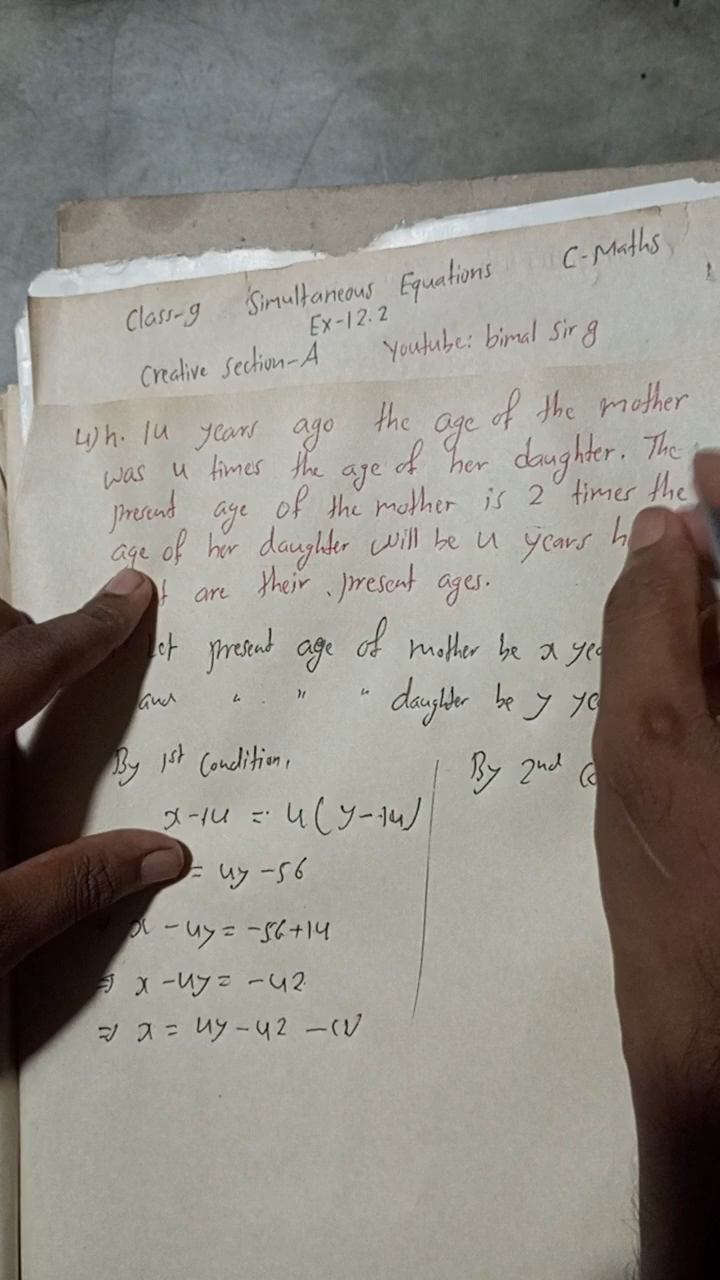 Class-9 Simultaneous Equations C-Maths
Ex-12.2
Creative Section-A Youtube: bimal sir g
4)h. 14 years ago the age of the mother
was 4 times the age of her daughter. The
present age of the mother is 2 times the
age of her daughter will be 4 years
are their present ages.
Let present age of mother be x
and " " " daughter be y
By 1st Condition,
x-14 = 4(y-14)
= 4y -56
x - 4y = -56+14
⇒ x - 4y = -42
⇒ x = 4y - 42 -(1)
By 2nd